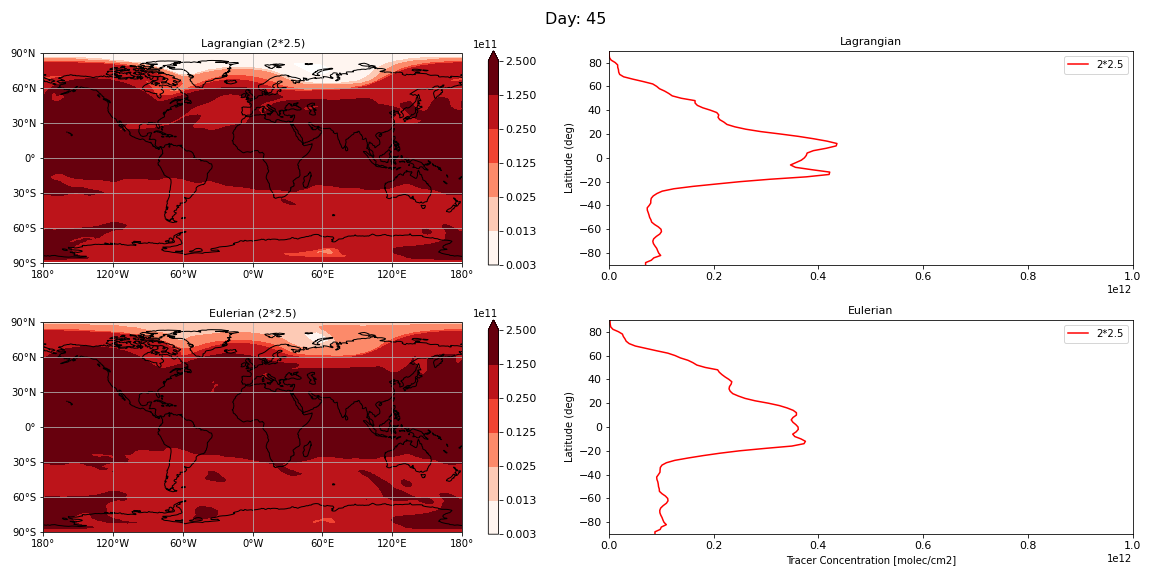 Day: 45
Lagrangian (2*2.5)
1e11
90°N
60°N
30°N
0°
30°S
60°S
90°S
180° 120°W 60°W 0°W 60°E 120°E 180°
2.500
1.250
0.250
0.125
0.025
0.013
0.003
Lagrangian
2*2.5
Latitude (deg)
80
60
40
20
0
−20
−40
−60
−80
0.0 0.2 0.4 0.6 0.8 1.0
1e12
Eulerian (2*2.5)
1e11
90°N
60°N
30°N
0°
30°S
60°S
90°S
180° 120°W 60°W 0°W 60°E 120°E 180°
2.500
1.250
0.250
0.125
0.025
0.013
0.003
Eulerian
2*2.5
Latitude (deg)
80
60
40
20
0
−20
−40
−60
−80
0.0 0.2 0.4 0.6 0.8 1.0
Tracer Concentration [molec/cm2]
1e12